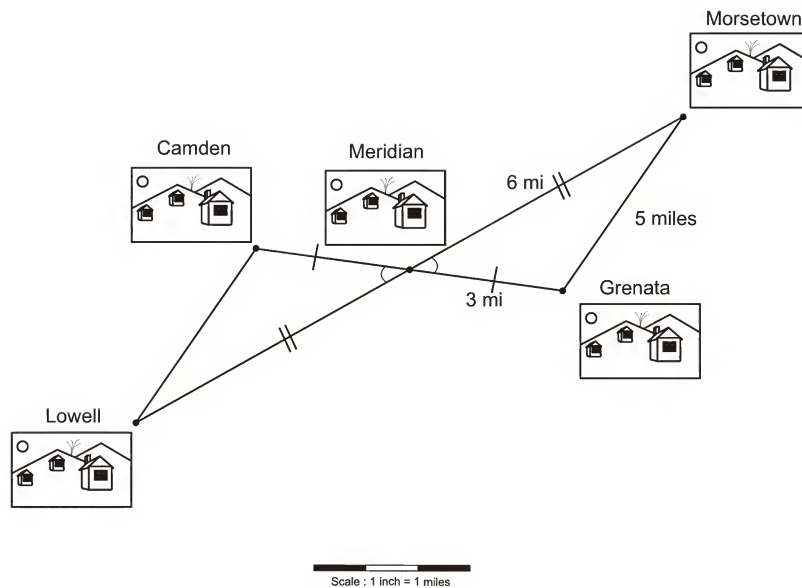 Morsetown
Camden
Meridian
6 mi
5 miles
3 mi
Grenata
Lowell
Scale : 1 inch = 1 miles